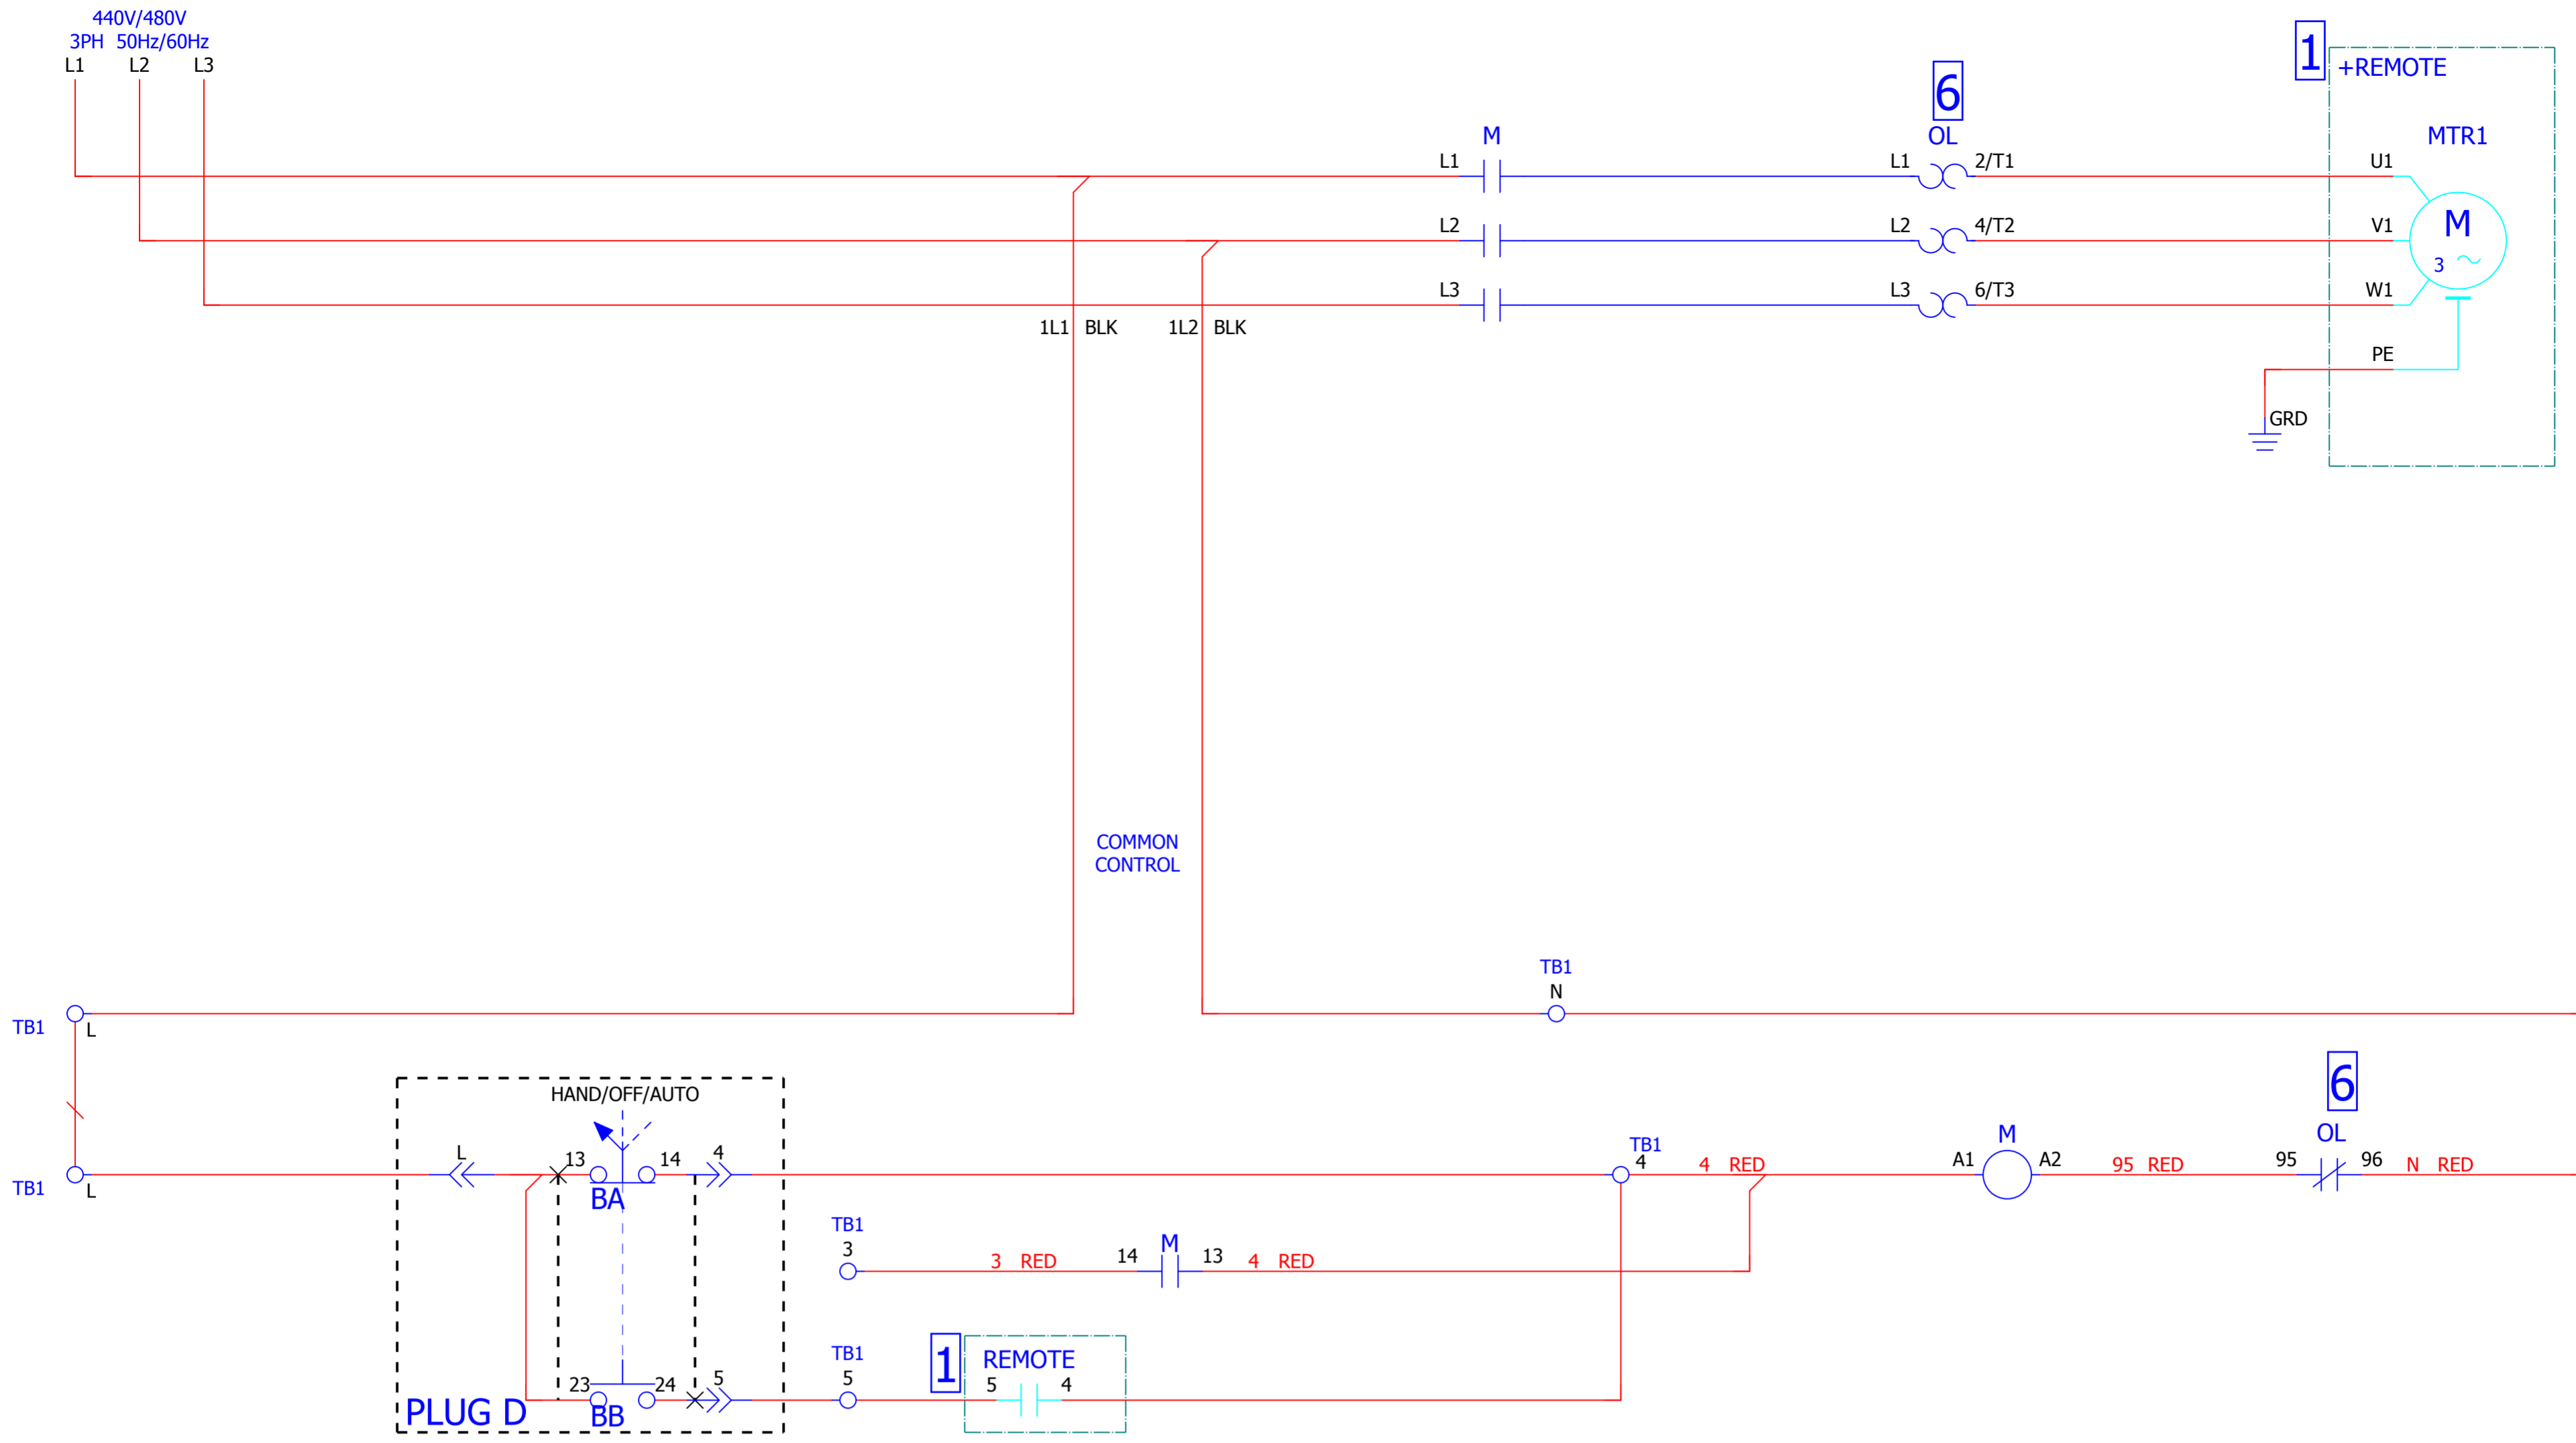 440V/480V
3PH 50Hz/60Hz
L1 L2 L3
1
+REMOTE
6
M OL MTR1
L1 L1 2/T1 U1
L2 L2 4/T2 V1
M
3
L3 L3 6/T3 W1
1L1 BLK 1L2 BLK
PE
GRD
COMMON
CONTROL
TB1
N
TB1 L
HAND/OFF/AUTO
6
L 13 14 4
TB1
4
4 RED
M
A1 A2
95 RED
OL
95 96
N RED
TB1 L
BA
TB1
3
3 RED
14 M 13
4 RED
PLUG D
23 24 5
BB
TB1
5
1
REMOTE
5 4